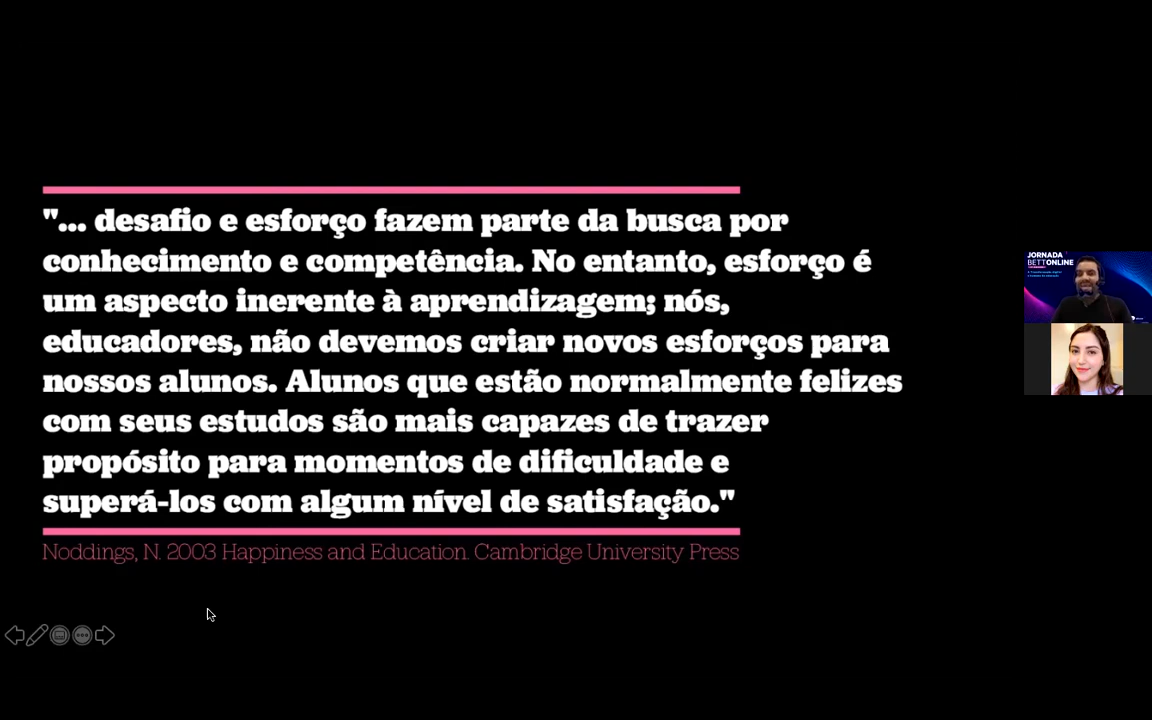 "... desafio e esforço fazem parte da busca por
conhecimento e competência. No entanto, esforço é
um aspecto inerente à aprendizagem; nós,
educadores, não devemos criar novos esforços para
nossos alunos. Alunos que estão normalmente felizes
com seus estudos são mais capazes de trazer
propósito para momentos de dificuldade e
superá-los com algum nível de satisfação."
Noddings, N. 2003 Happiness and Education. Cambridge University Press
JORNADA
BETTONLINE